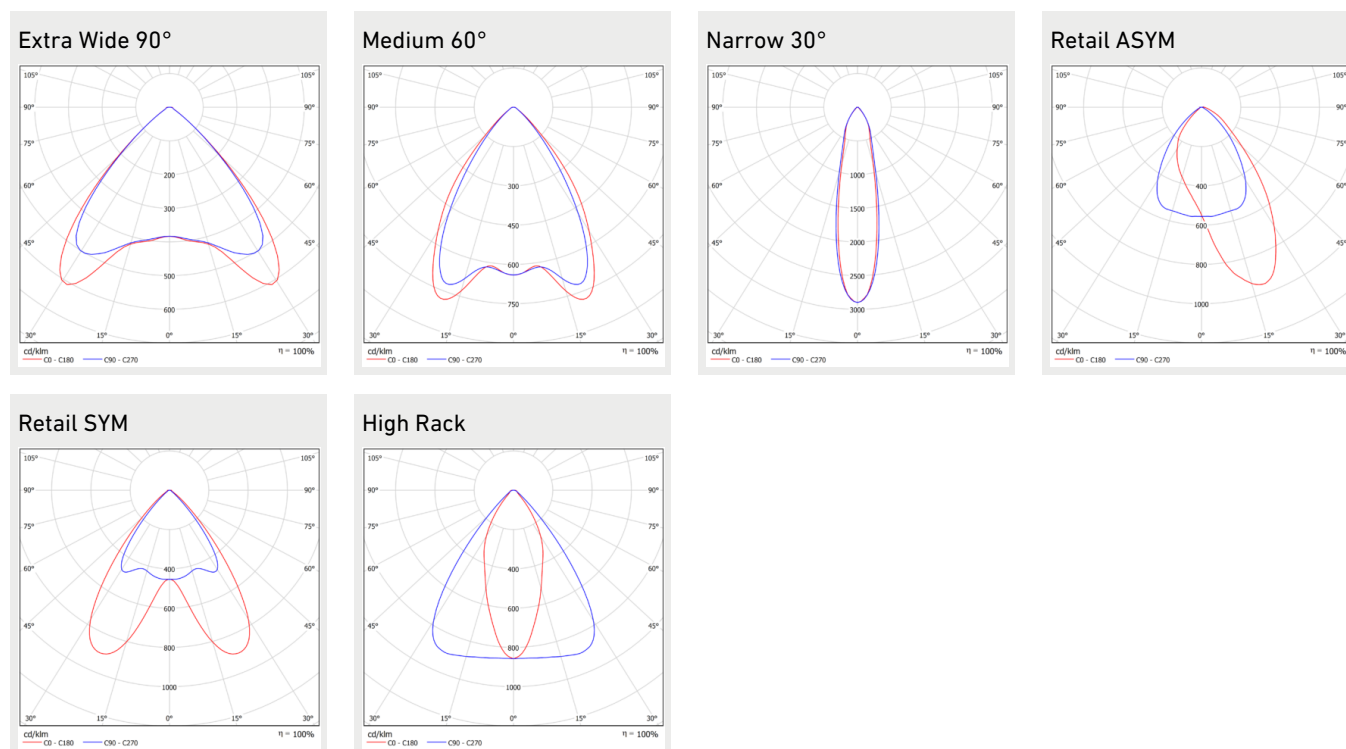 Extra Wide 90°
105° 105°
90° 90°
75° 75°
60° 60°
45° 45°
200
300
500
600
30° 15° 0° 15° 30°
cd/klm η = 100%
C0 - C180 C90 - C270
Medium 60°
105° 105°
90° 90°
75° 75°
60° 60°
45° 45°
300
450
600
750
30° 15° 0° 15° 30°
cd/klm η = 100%
C0 - C180 C90 - C270
Narrow 30°
105° 105°
90° 90°
75° 75°
60° 60°
45° 45°
1000
1500
2000
2500
3000
30° 15° 0° 15° 30°
cd/klm η = 100%
C0 - C180 C90 - C270
Retail ASYM
105° 105°
90° 90°
75° 75°
60° 60°
45° 45°
400
800
1000
30° 15° 0° 15° 30°
cd/klm η = 100%
C0 - C180 C90 - C270
Retail SYM
105° 105°
90° 90°
75° 75°
60° 60°
45° 45°
400
600
800
1000
30° 15° 0° 15° 30°
cd/klm η = 100%
C0 - C180 C90 - C270
High Rack
105° 105°
90° 90°
75° 75°
60° 60°
45° 45°
400
600
800
1000
30° 15° 0° 15° 30°
cd/klm η = 100%
C0 - C180 C90 - C270